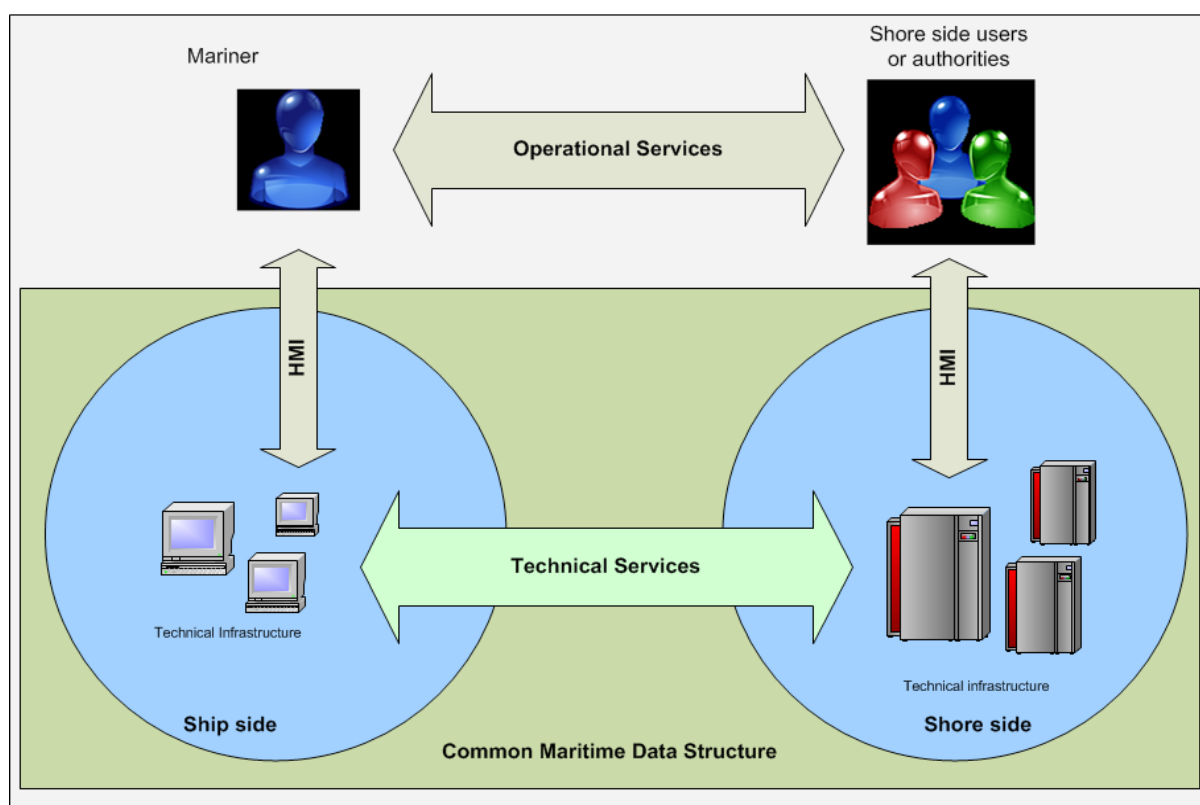 Mariner
Shore side users
or authorities
Operational Services
HMI
HMI
Technical Services
Technical Infrastructure
Technical infrastructure
Ship side
Shore side
Common Maritime Data Structure